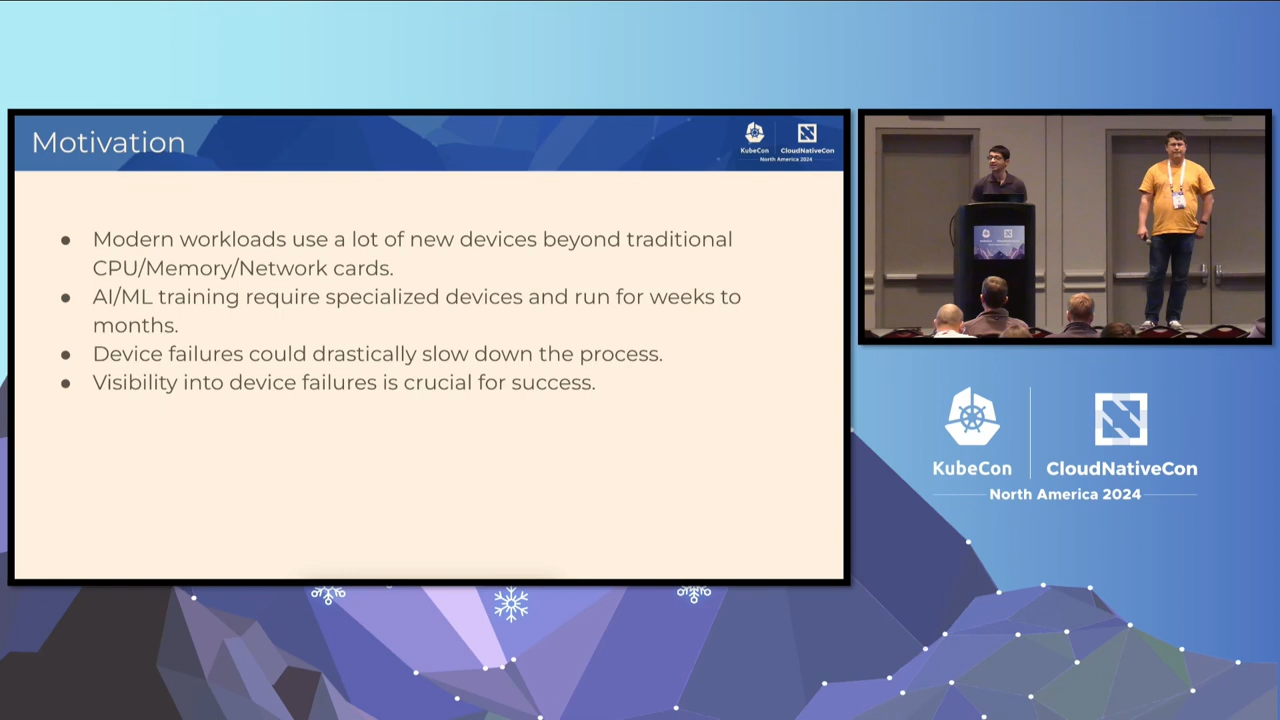 Motivation
KubeCon
CloudNativeCon
North America 2024
● Modern workloads use a lot of new devices beyond traditional
CPU/Memory/Network cards.
● AI/ML training require specialized devices and run for weeks to
months.
● Device failures could drastically slow down the process.
● Visibility into device failures is crucial for success.
KubeCon
CloudNativeCon
North America 2024